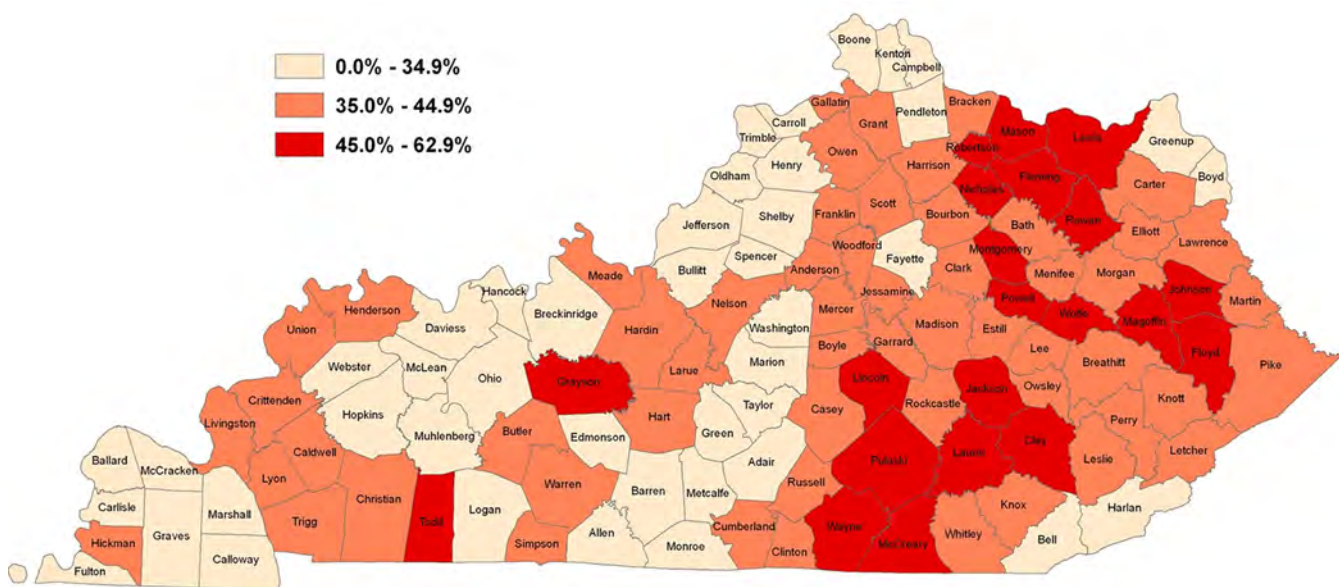 0.0% - 34.9%
35.0% - 44.9%
45.0% - 62.9%
Boone
Kenton
Campbell
Gallatin
Bracken
Pendleton
Grant
Carroll
Trimble
Mason
Lewis
Greenup
Owen
Robertson
Henry
Harrison
Oldham
Fleming
Boyd
Carter
Nicholas
Scott
Shelby
Franklin
Bourbon
Rowan
Jefferson
Bath
Elliott
Lawrence
Woodford
Fayette
Montgomery
Spencer
Bullitt
Anderson
Clark
Menifee
Morgan
Meade
Jessamine
Johnson
Hancock
Nelson
Powell
Martin
Henderson
Mercer
Wolfe
Magoffin
Breckinridge
Union
Daviess
Hardin
Washington
Madison
Estill
Garrard
Boyle
Lee
Floyd
McLean
Breathitt
Webster
Ohio
Marion
Pike
Larue
Grayson
Lincoln
Jackson
Owsley
Rockcastle
Crittenden
Casey
Knott
Hopkins
Taylor
Hart
Perry
Livingston
Butler
Green
Muhlenberg
Edmonson
Clay
Caldwell
Letcher
Pulaski
Laurel
Leslie
Ballard
Adair
McCracken
Lyon
Warren
Russell
Barren
Metcalfe
Christian
Carlisle
Knox
Logan
Harlan
Marshall
Trigg
Todd
Cumberland
Wayne
Whitley
Allen
Graves
Hickman
Simpson
Monroe
Clinton
McCreary
Bell
Calloway
Fulton